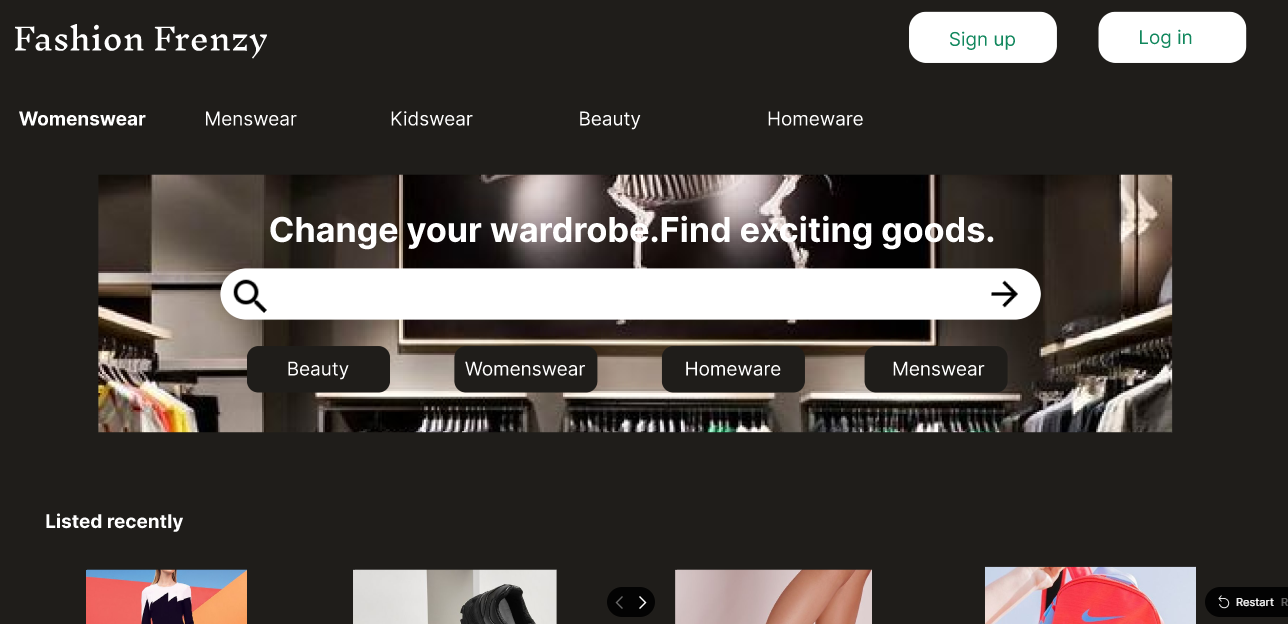 Fashion Frenzy
Sign up
Log in
Womenswear
Menswear
Kidswear
Beauty
Homeware
Change your wardrobe.Find exciting goods.
Beauty
Womenswear
Homeware
Menswear
Listed recently
Restart R